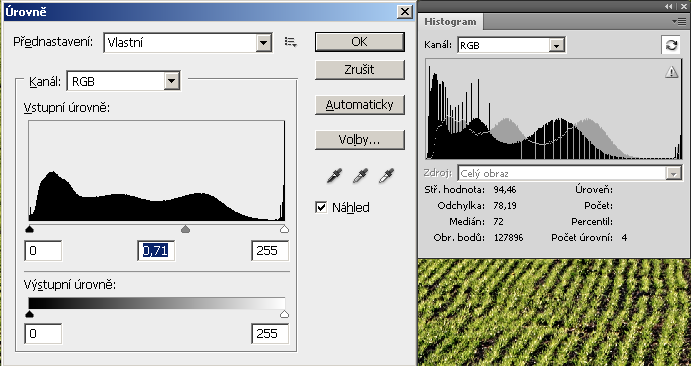 Úrovně
Přednastavení: Vlastní
OK
Zrušit
Automaticky
Volby...
Náhled
Kanál: RGB
Vstupní úrovně:
0 0,71 255
Výstupní úrovně:
0 255
Histogram
Kanál: RGB
Zdroj: Celý obraz
Stř. hodnota: 94,46 Úroveň:
Odchylka: 78,19 Počet:
Medián: 72 Percentil:
Obr. bodů: 127896 Počet úrovní: 4